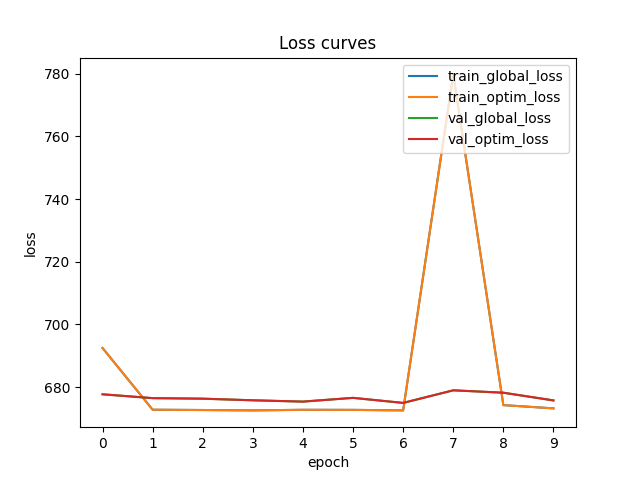 Loss curves
780
760
740
720
700
680
loss
train_global_loss
train_optim_loss
val_global_loss
val_optim_loss
0 1 2 3 4 5 6 7 8 9
epoch